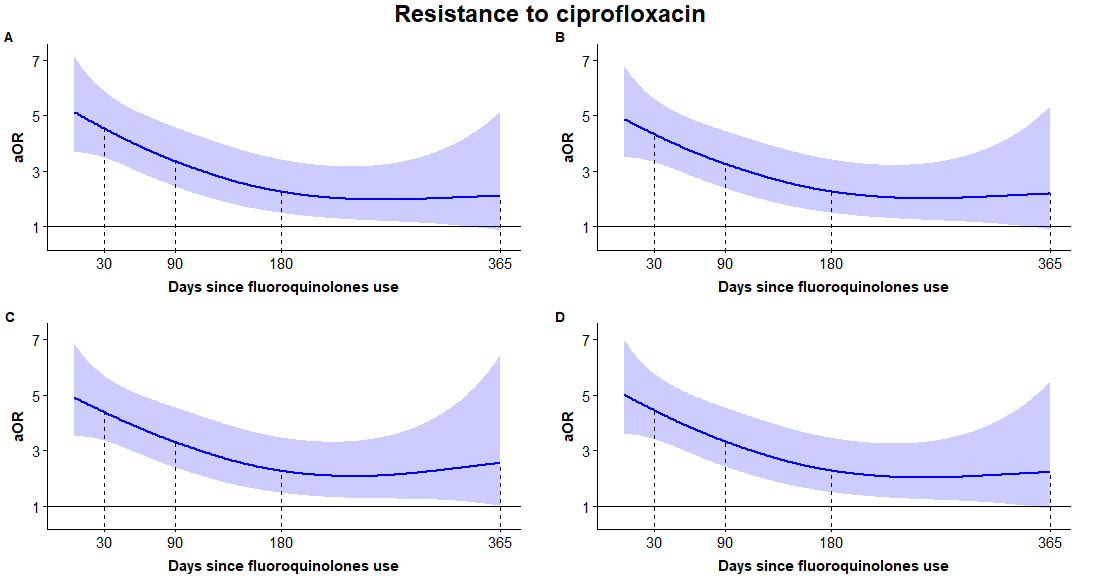 Resistance to ciprofloxacin
A
7
5
3
1
aOR
30 90 180 365
Days since fluoroquinolones use
B
7
5
3
1
aOR
30 90 180 365
Days since fluoroquinolones use
C
7
5
3
1
aOR
30 90 180 365
Days since fluoroquinolones use
D
7
5
3
1
aOR
30 90 180 365
Days since fluoroquinolones use